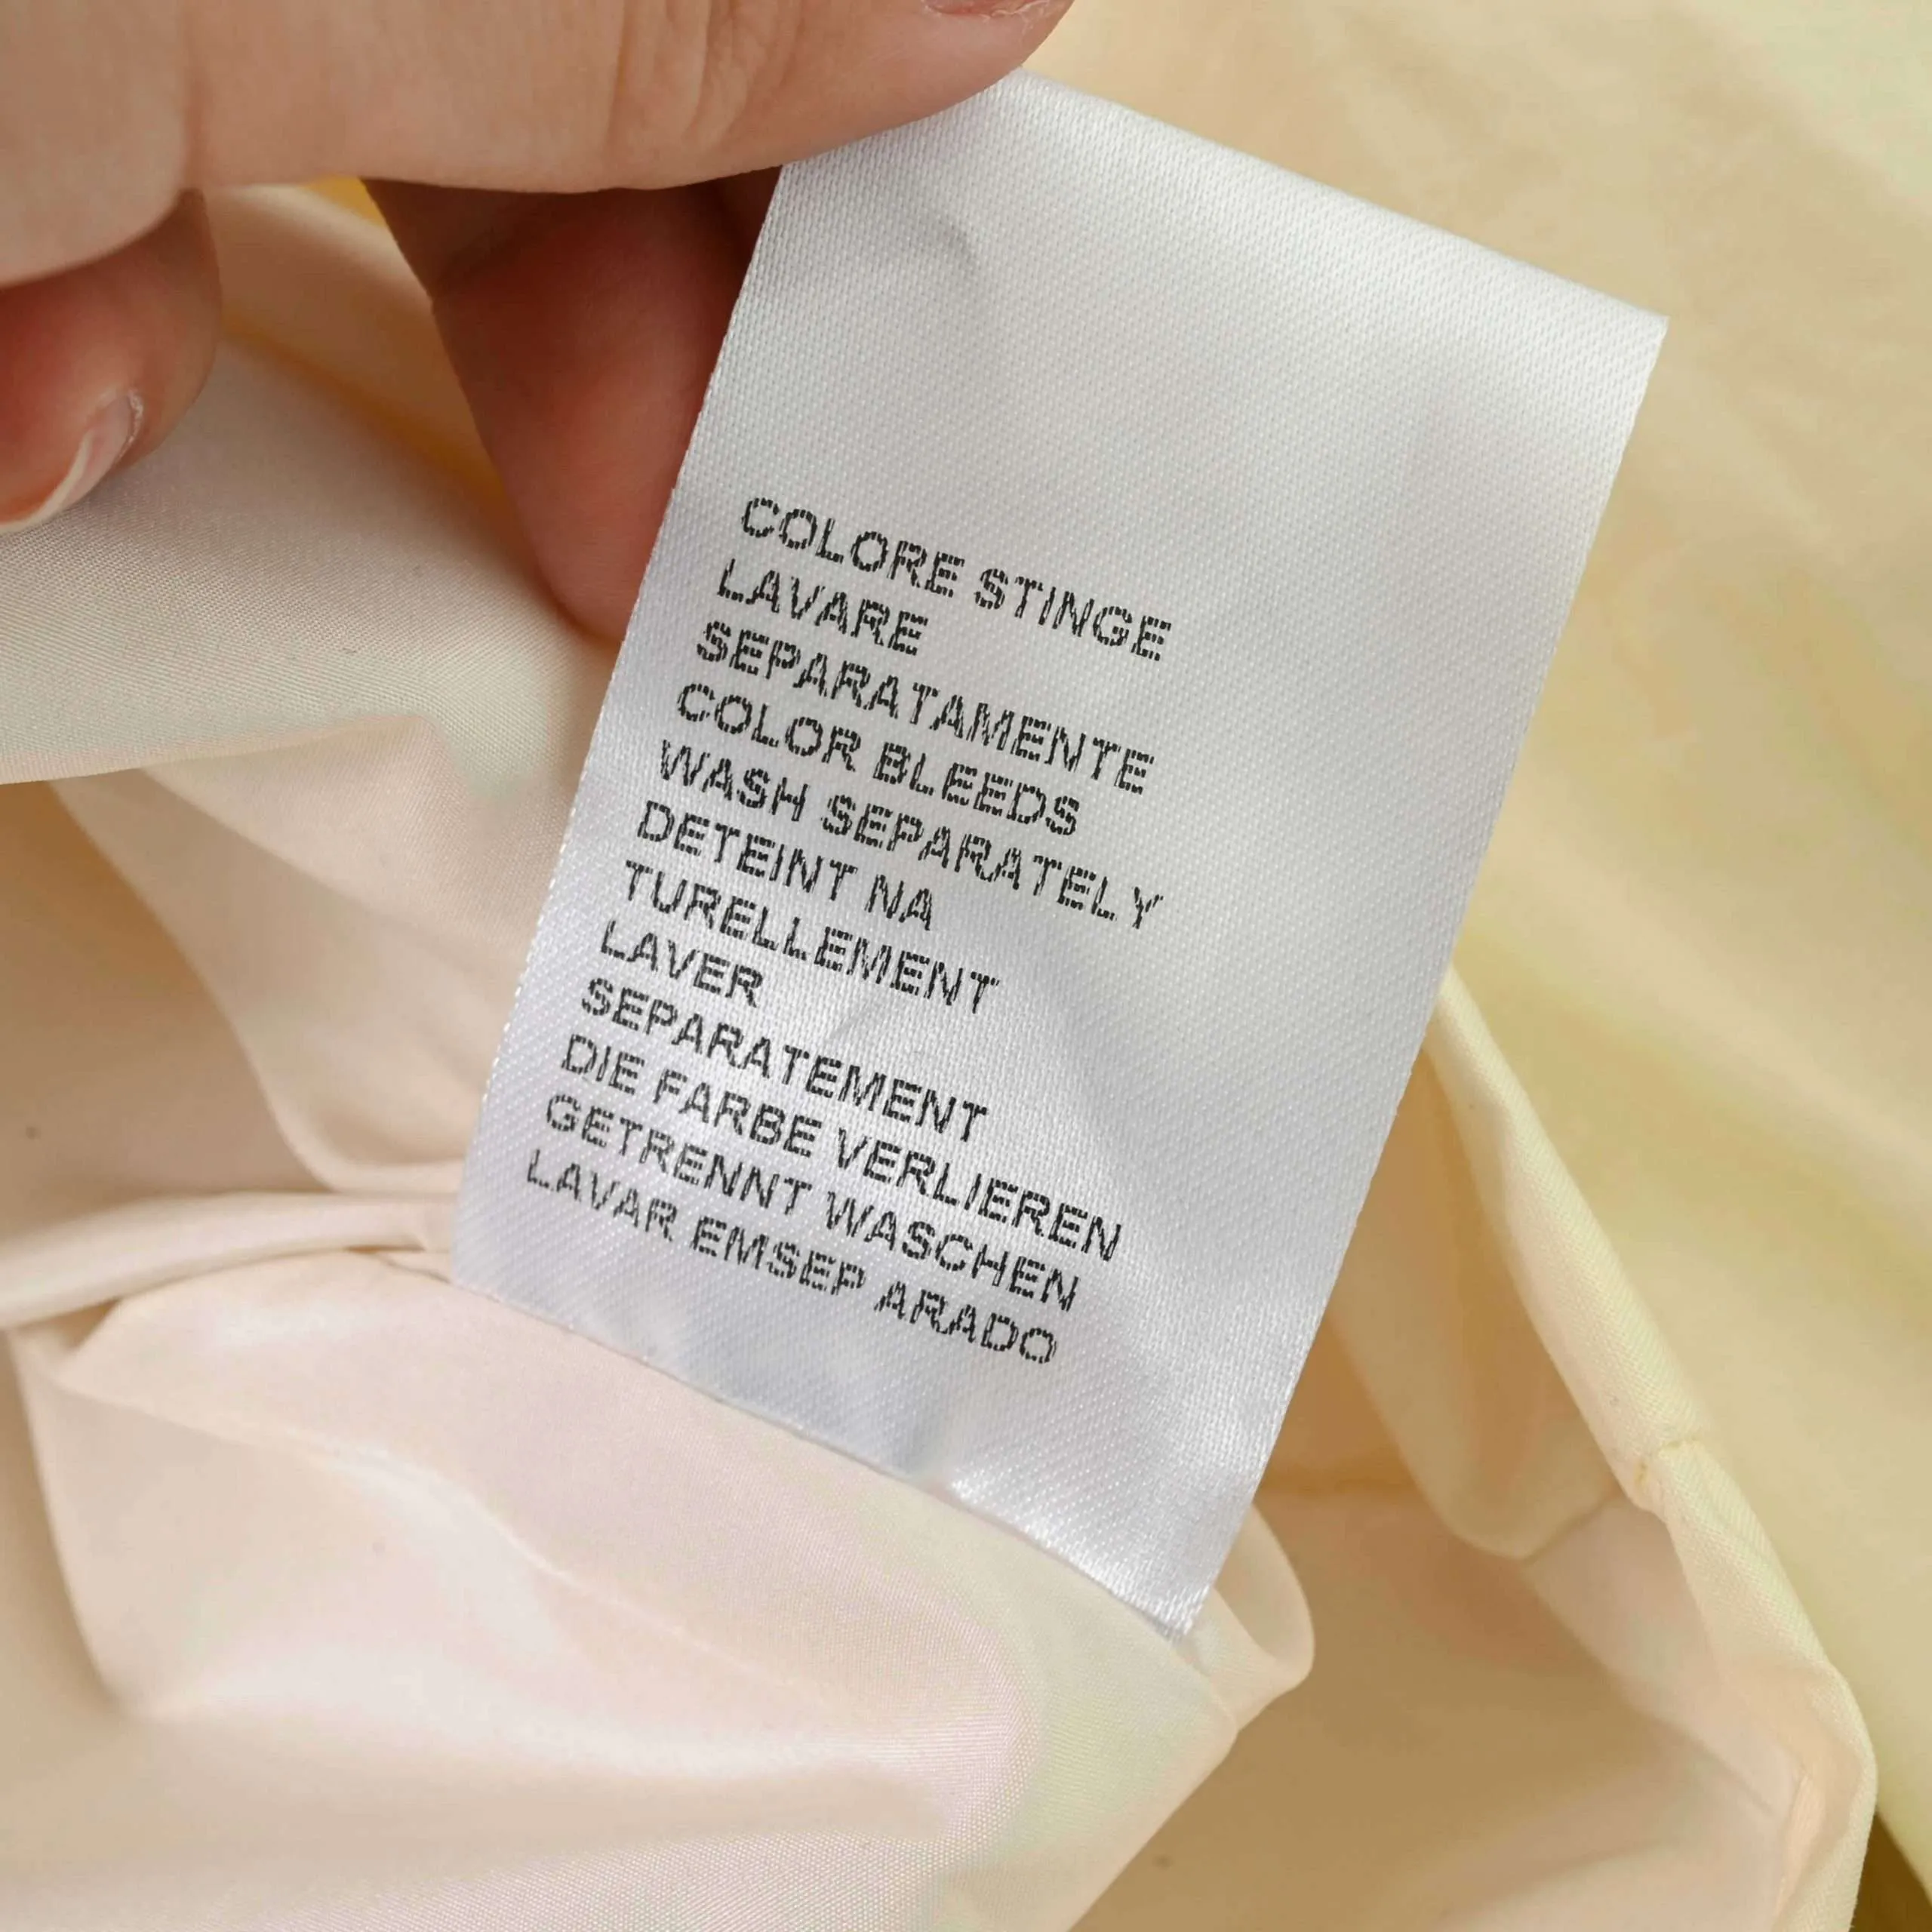 COLORE STINGE
LAVARE
SEPARATAMENTE
COLOR BLEEDS
WASH SEPARATELY
DETEINT NA
TURELLEMENT
LAVER
SEPARATEMENT
DIE FARBE VERLIEREN
GETRENNT WASCHEN
LAVAR EMSEP ARADO